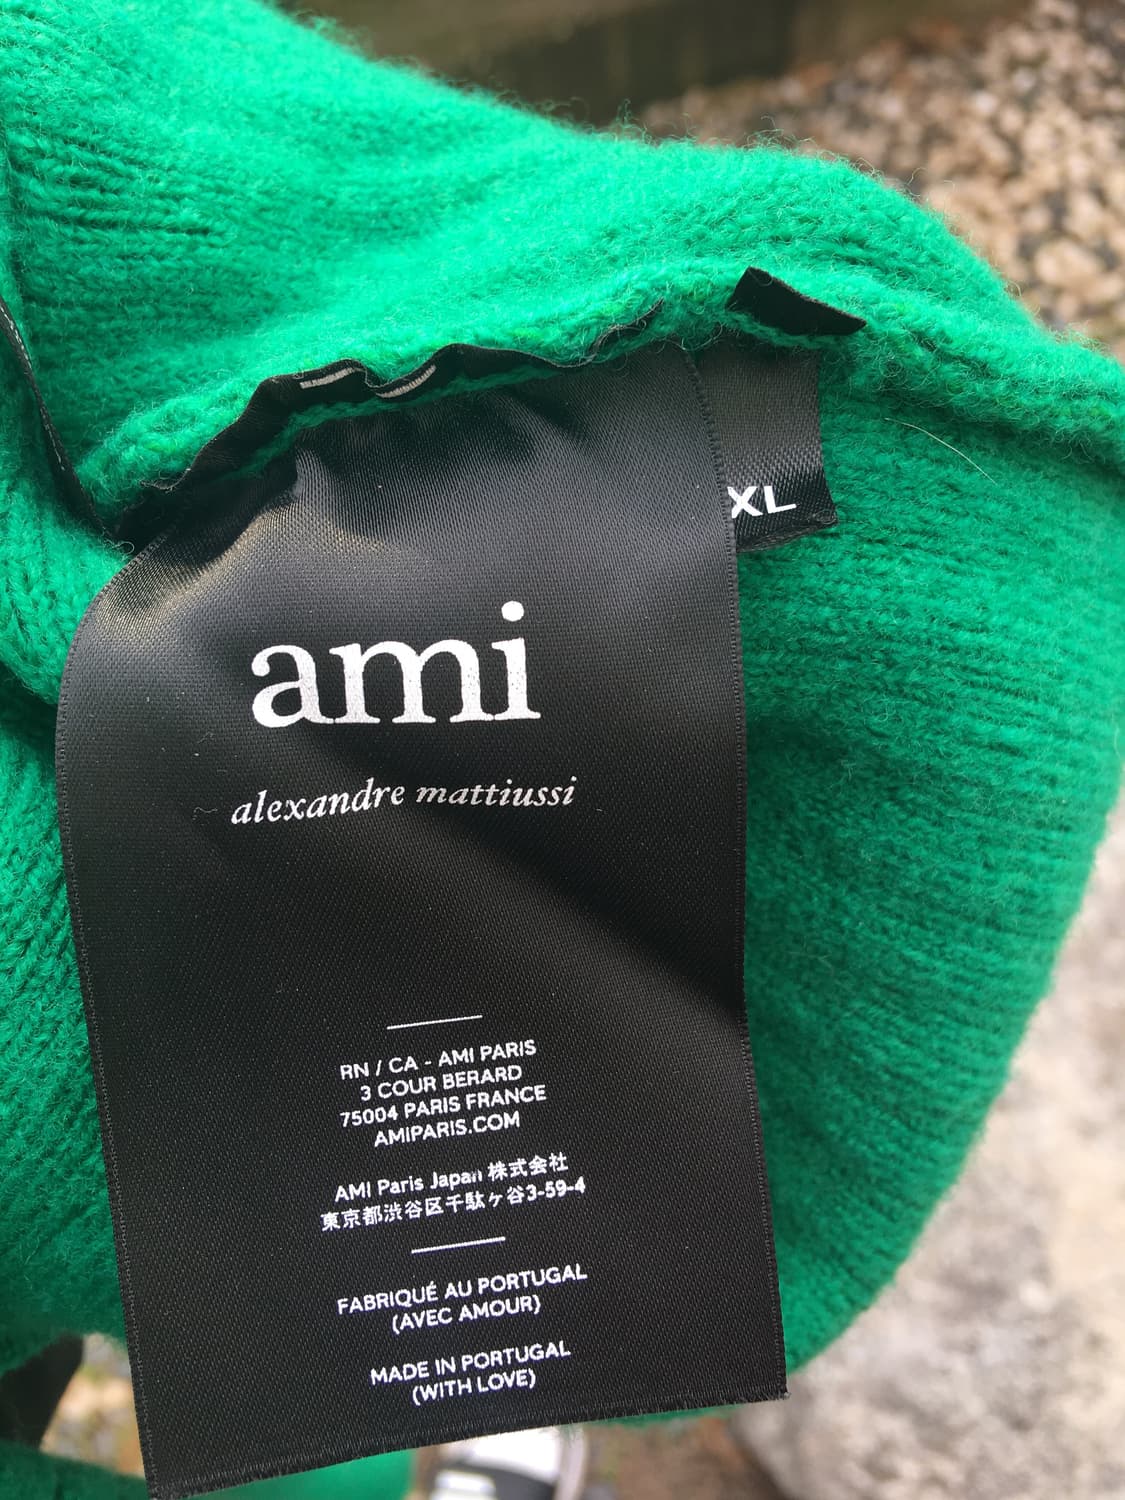 XL
ami
alexandre mattiussi
RN / CA - AMI PARIS
3 COUR BERARD
75004 PARIS FRANCE
AMIPARIS.COM
AMI Paris Japan 株式会社
東京都渋谷区千駄ヶ谷3-59-4
FABRIQUÉ AU PORTUGAL
(AVEC AMOUR)
MADE IN PORTUGAL
(WITH LOVE)